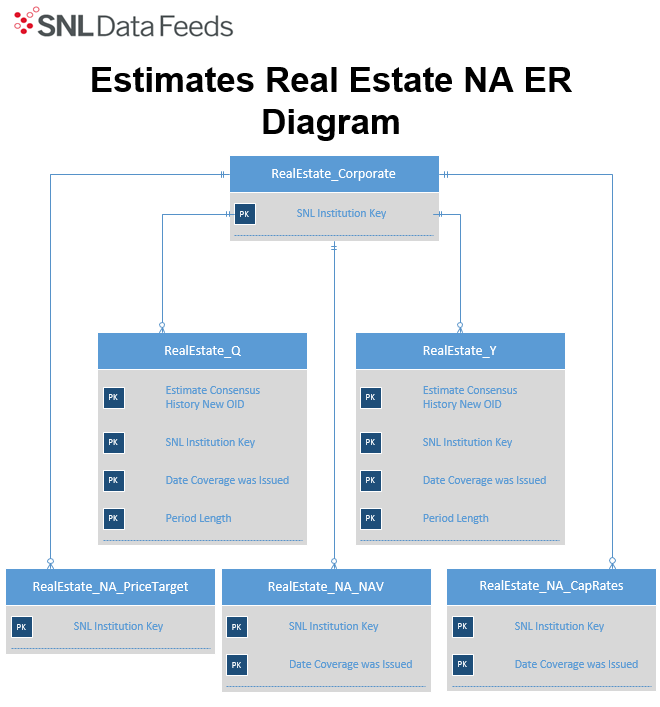 SNL Data Feeds
Estimates Real Estate NA ER
Diagram
RealEstate_Corporate
PK SNL Institution Key
RealEstate_Q
PK Estimate Consensus
History New OID
PK SNL Institution Key
PK Date Coverage was Issued
PK Period Length
RealEstate_Y
PK Estimate Consensus
History New OID
PK SNL Institution Key
PK Date Coverage was Issued
PK Period Length
RealEstate_NA_PriceTarget
PK SNL Institution Key
RealEstate_NA_NAV
PK SNL Institution Key
PK Date Coverage was Issued
RealEstate_NA_CapRates
PK SNL Institution Key
PK Date Coverage was Issued